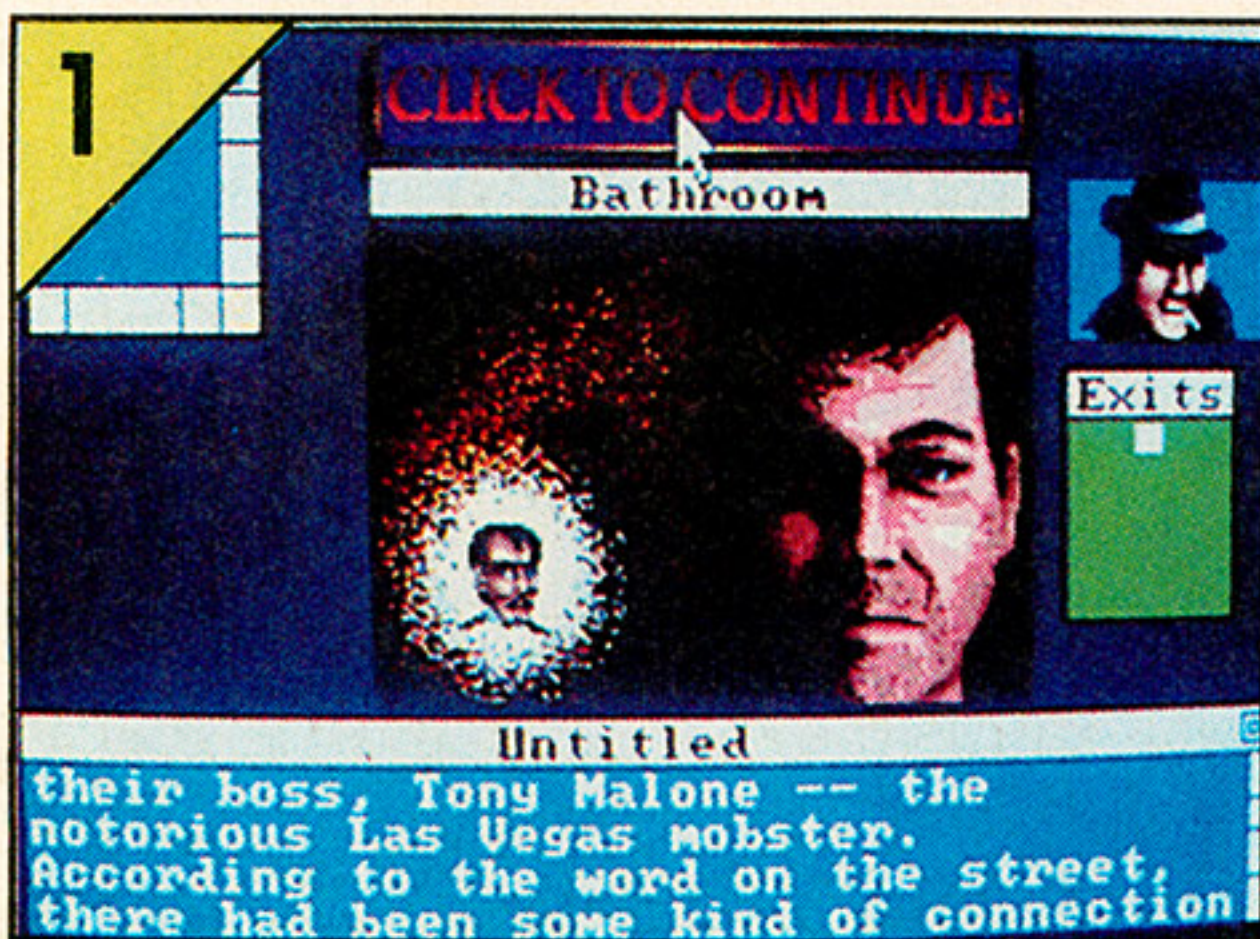 1
CLICK TO CONTINUE
Bathroom
Exits
Untitled
their boss, Tony Malone -- the
notorious Las Vegas mobster.
According to the word on the street,
there had been some kind of connection